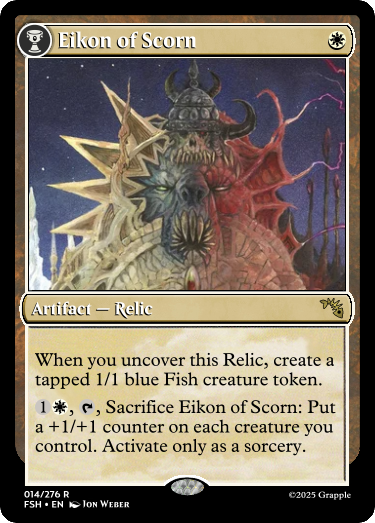 Eikon of Scorn
Artifact — Relic
When you uncover this Relic, create a
tapped 1/1 blue Fish creature token.
1 , , Sacrifice Eikon of Scorn: Put
a +1/+1 counter on each creature you
control. Activate only as a sorcery.
014/276 R
FSH • EN Jon Weber
©2025 Grapple